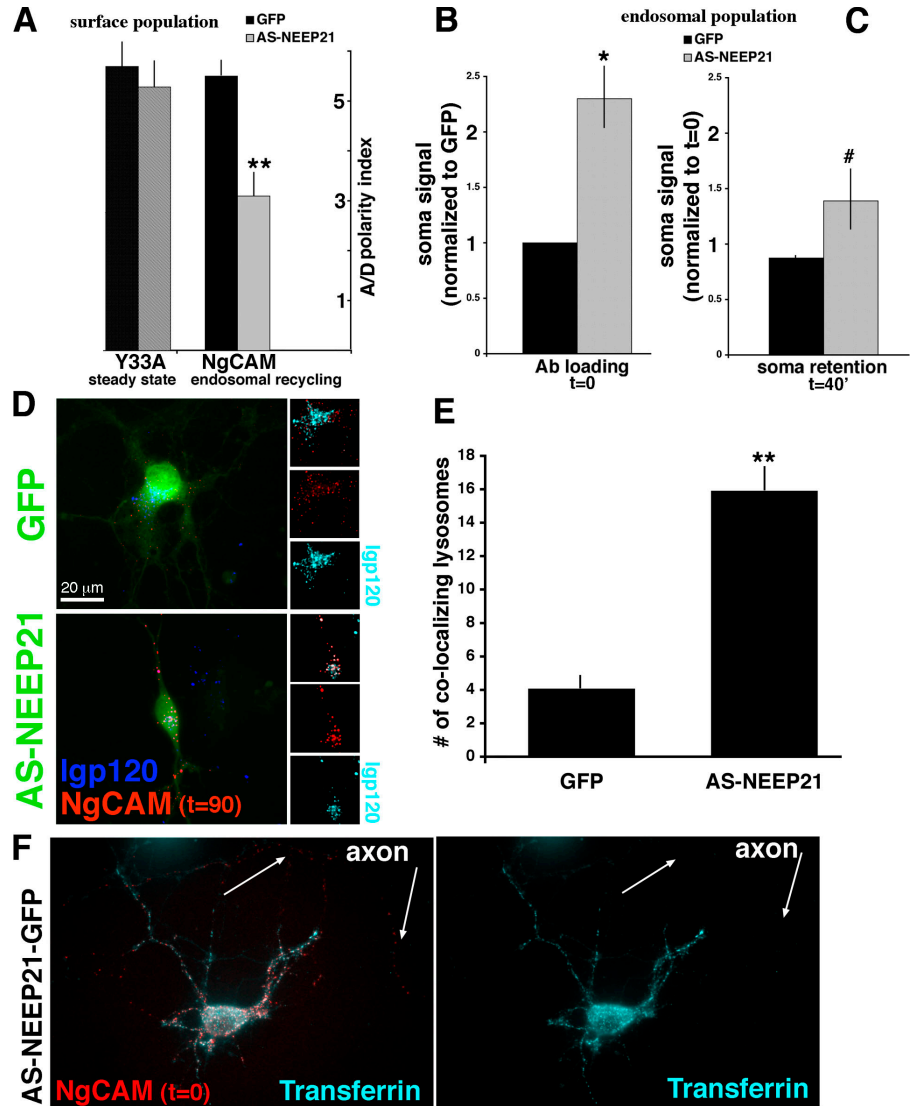 A
surface population
GFP
AS-NEEP21
**
5
3
1
A/D polarity index
Y33A
NgCAM
steady state
endosomal recycling
B
endosomal population
C
GFP
AS-NEEP21
soma signal
(normalized to GFP)
2.5
2
1.5
1
0.5
0
*
Ab loading
t=0
soma signal
(normalized to t=0)
2.5
2
1.5
1
0.5
0
#
soma retention
t=40'
D
GFP
20 µm
lgp120
AS-NEEP21
lgp120
NgCAM (t=90)
lgp120
E
# of co-localizing lysosomes
18
16
14
12
10
8
6
4
2
0
**
GFP
AS-NEEP21
F
AS-NEEP21-GFP
axon
NgCAM (t=0)
Transferrin
axon
Transferrin